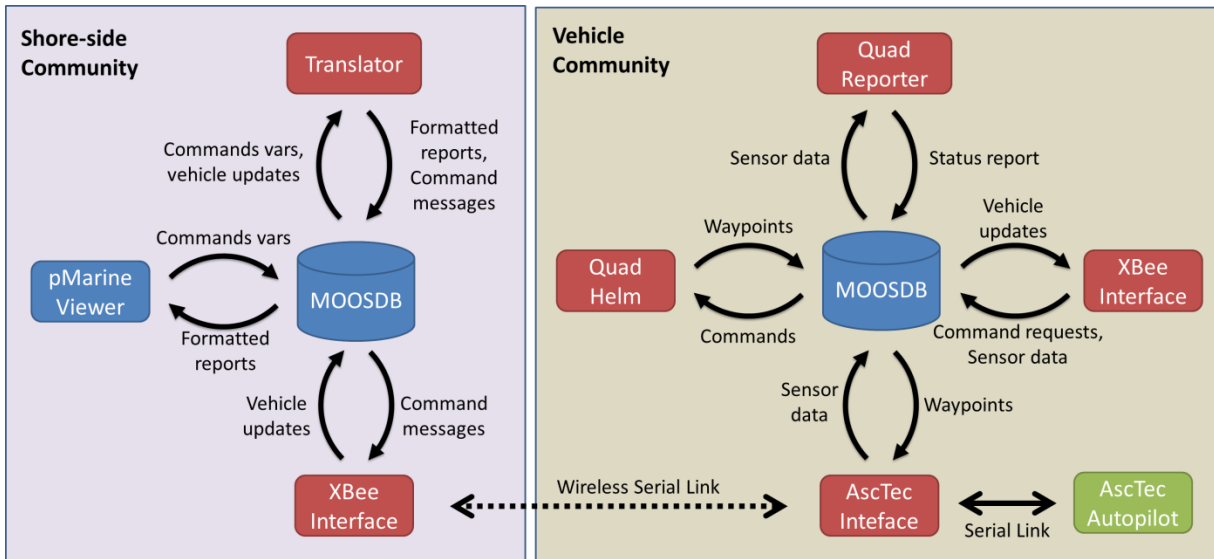 Shore-side
Community
Translator
Commands vars,
vehicle updates
Formatted
reports,
Command
messages
Commands vars
pMarine
Viewer
MOOSDB
Formatted
reports
Vehicle
updates
Command
messages
XBee
Interface
Wireless Serial Link
Vehicle
Community
Quad
Reporter
Sensor data
Status report
Waypoints
Vehicle
updates
Quad
Helm
MOOSDB
XBee
Interface
Commands
Command requests,
Sensor data
Sensor
data
Waypoints
AscTec
Inteface
Serial Link
AscTec
Autopilot